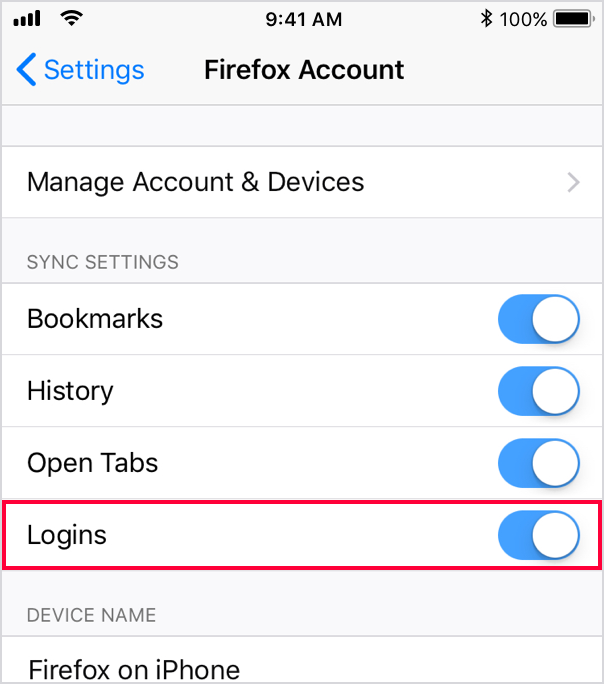 9:41 AM 100%
Settings Firefox Account
Manage Account & Devices
SYNC SETTINGS
Bookmarks
History
Open Tabs
Logins
DEVICE NAME
Firefox on iPhone